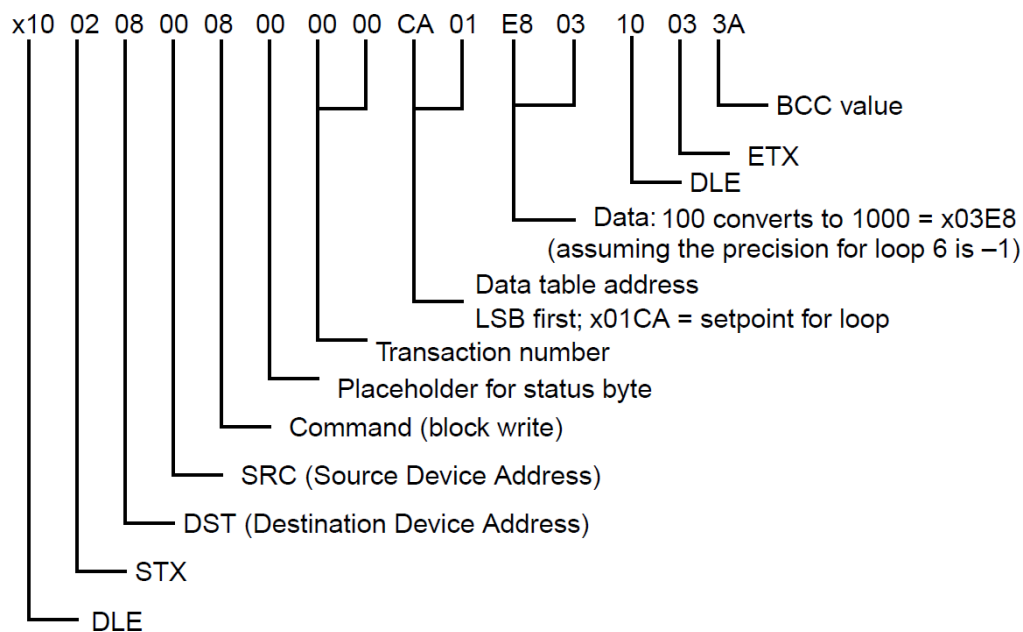 x10 02 08 00 08 00 00 00 CA 01 E8 03 10 03 3A
BCC value
ETX
DLE
Data: 100 converts to 1000 = x03E8
(assuming the precision for loop 6 is –1)
Data table address
LSB first; x01CA = setpoint for loop
Transaction number
Placeholder for status byte
Command (block write)
SRC (Source Device Address)
DST (Destination Device Address)
STX
DLE